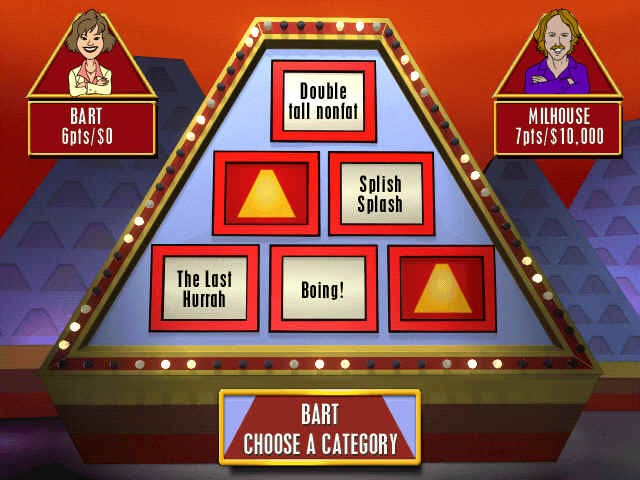 BART
6pts/$0
MILHOUSE
7pts/$10,000
Double
tall nonfat
Splish
Splash
The Last
Hurrah
Boing!
BART
CHOOSE A CATEGORY